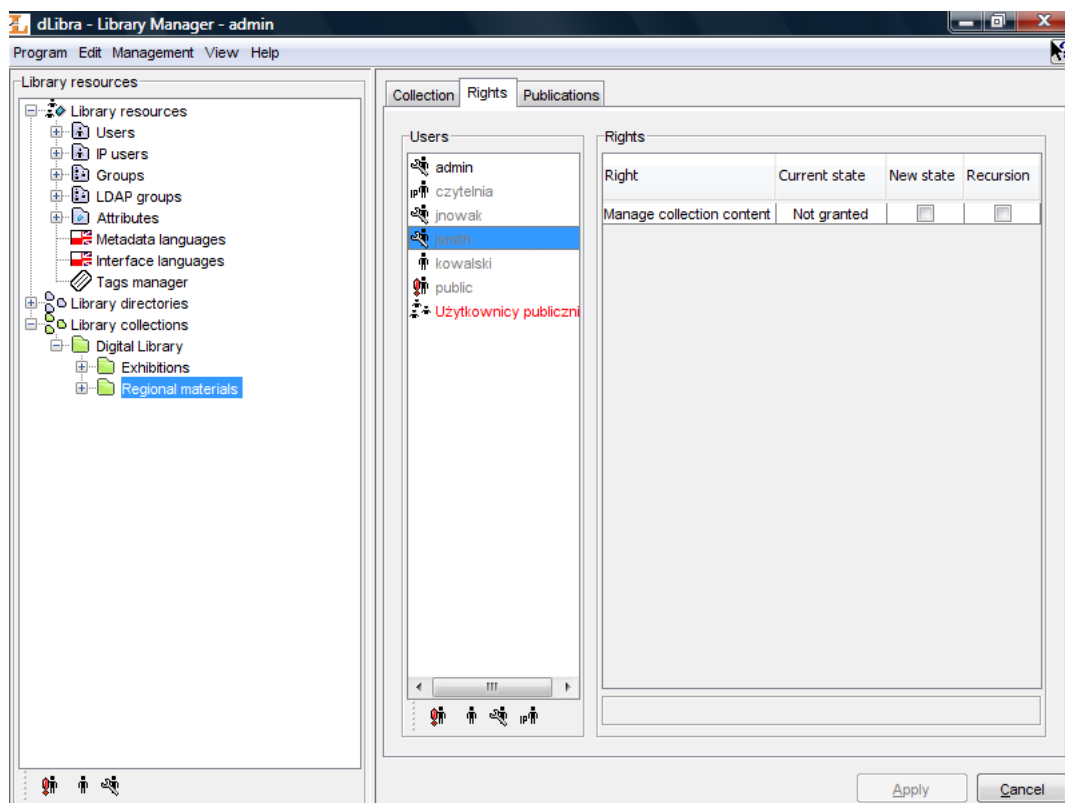 dLibra - Library Manager - admin
Program Edit Management View Help
Library resources
Library resources
Users
IP users
Groups
LDAP groups
Attributes
Metadata languages
Interface languages
Tags manager
Library directories
Library collections
Digital Library
Exhibitions
Regional materials
Collection Rights Publications
Users
admin
IP czytelnia
jnowak
jsmith
kowalski
public
Użytkownicy publiczni
IP
Rights
Right Current state New state Recursion
Manage collection content Not granted
Apply Cancel